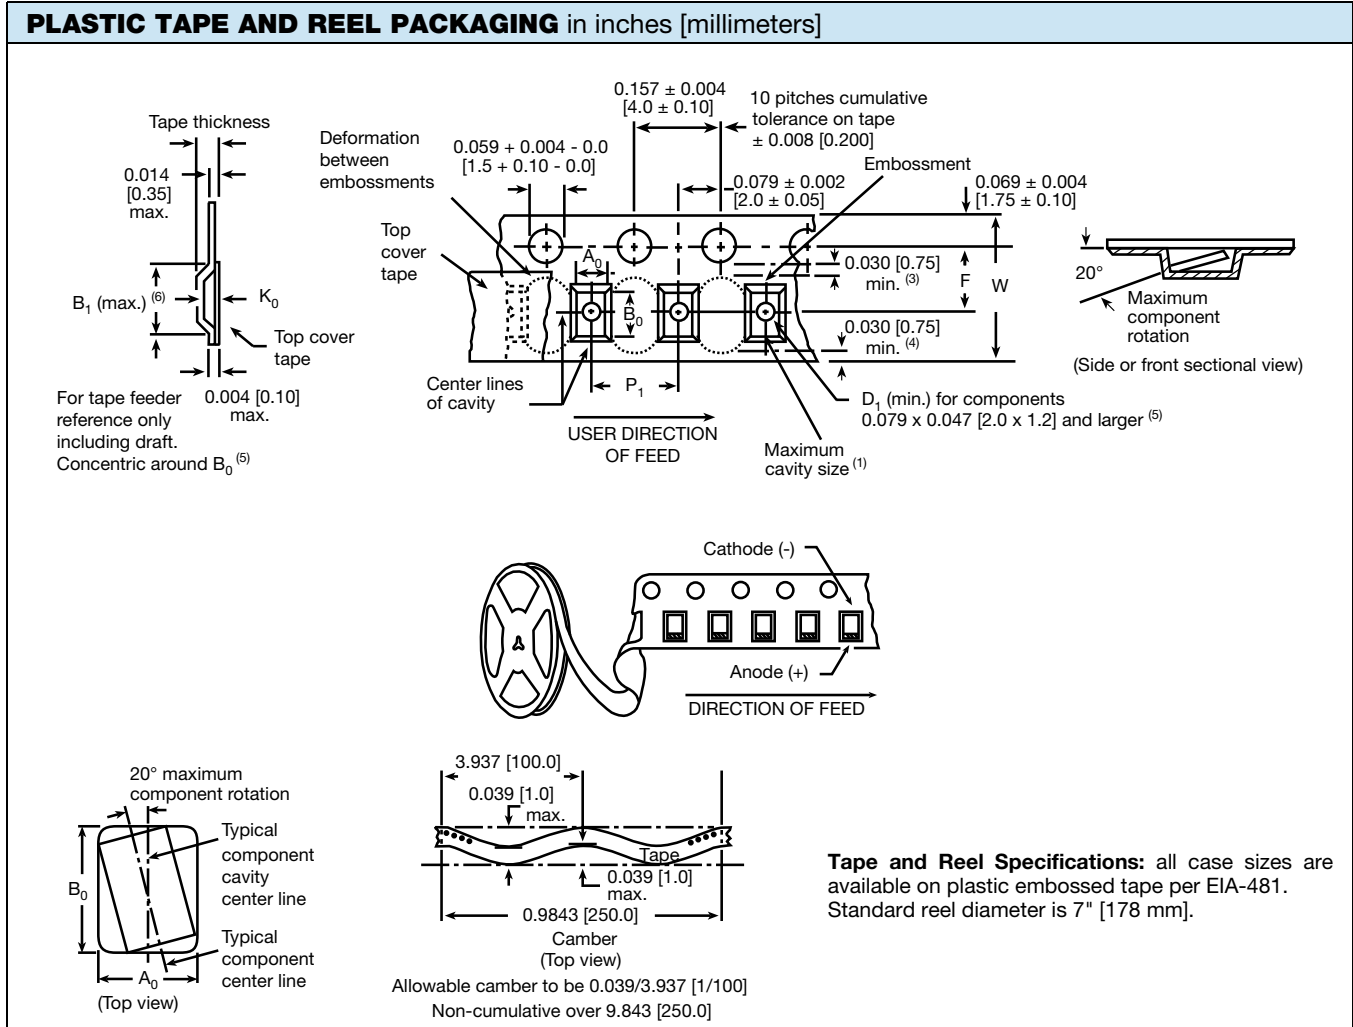 PLASTIC TAPE AND REEL PACKAGING in inches [millimeters]
Tape thickness
0.014
[0.35]
max.
B1 (max.) (6)
K0
Top cover
tape
0.004 [0.10]
max.
For tape feeder
reference only
including draft.
Concentric around B0 (5)
Deformation
between
embossments
Top
cover
tape
0.059 + 0.004 - 0.0
[1.5 + 0.10 - 0.0]
0.157 ± 0.004
[4.0 ± 0.10]
10 pitches cumulative
tolerance on tape
± 0.008 [0.200]
Embossment
0.079 ± 0.002
[2.0 ± 0.05]
0.069 ± 0.004
[1.75 ± 0.10]
A0
B0
0.030 [0.75]
min. (3)
F
W
0.030 [0.75]
min. (4)
Center lines
of cavity
P1
USER DIRECTION
OF FEED
D1 (min.) for components
0.079 x 0.047 [2.0 x 1.2] and larger (5)
Maximum
cavity size (1)
20°
Maximum
component
rotation
(Side or front sectional view)
Cathode (-)
Anode (+)
DIRECTION OF FEED
20° maximum
component rotation
Typical
component
cavity
center line
B0
Typical
component
center line
A0
(Top view)
3.937 [100.0]
0.039 [1.0]
max.
Tape
0.039 [1.0]
max.
0.9843 [250.0]
Camber
(Top view)
Allowable camber to be 0.039/3.937 [1/100]
Non-cumulative over 9.843 [250.0]
Tape and Reel Specifications: all case sizes are
available on plastic embossed tape per EIA-481.
Standard reel diameter is 7" [178 mm].